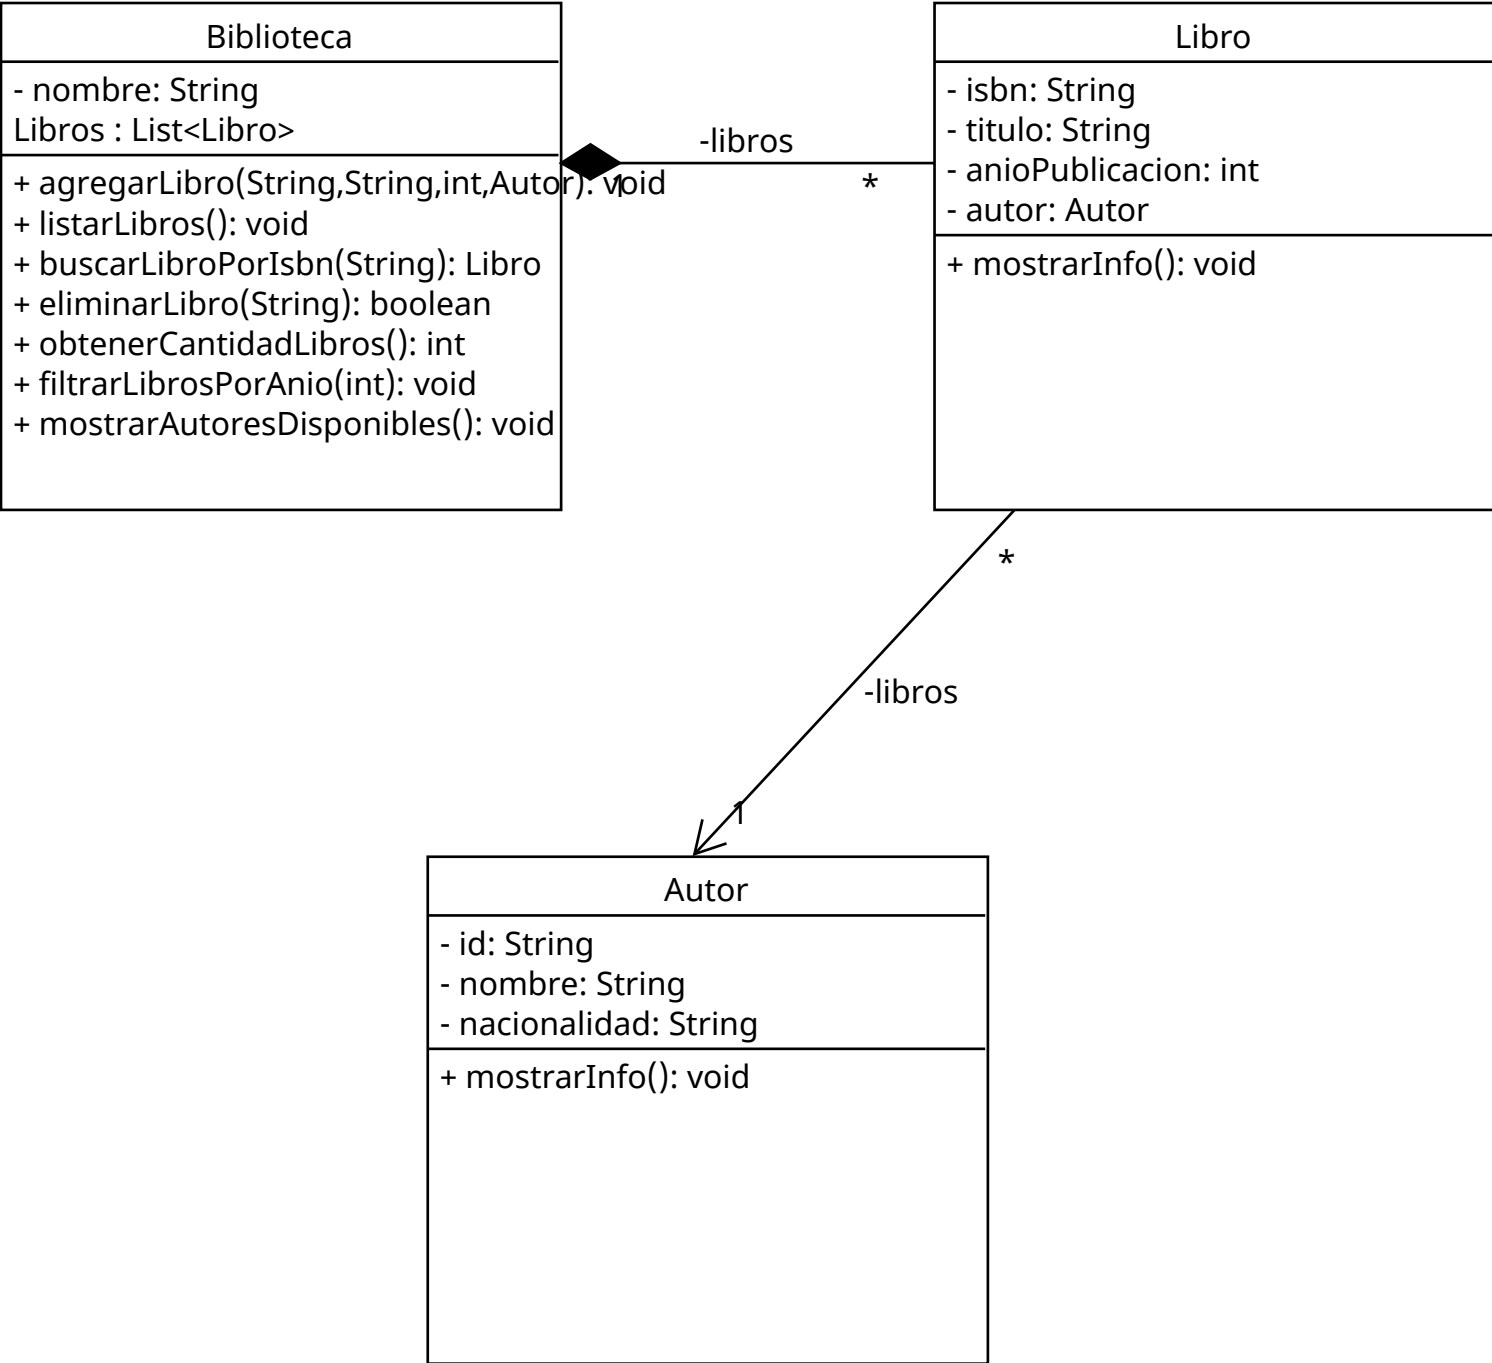 Biblioteca
- nombre: String
Libros : List<Libro>
+ agregarLibro(String,String,int,Autor): void
+ listarLibros(): void
+ buscarLibroPorIsbn(String): Libro
+ eliminarLibro(String): boolean
+ obtenerCantidadLibros(): int
+ filtrarLibrosPorAnio(int): void
+ mostrarAutoresDisponibles(): void
-libros
1
*
Libro
- isbn: String
- titulo: String
- anioPublicacion: int
- autor: Autor
+ mostrarInfo(): void
*
-libros
1
Autor
- id: String
- nombre: String
- nacionalidad: String
+ mostrarInfo(): void